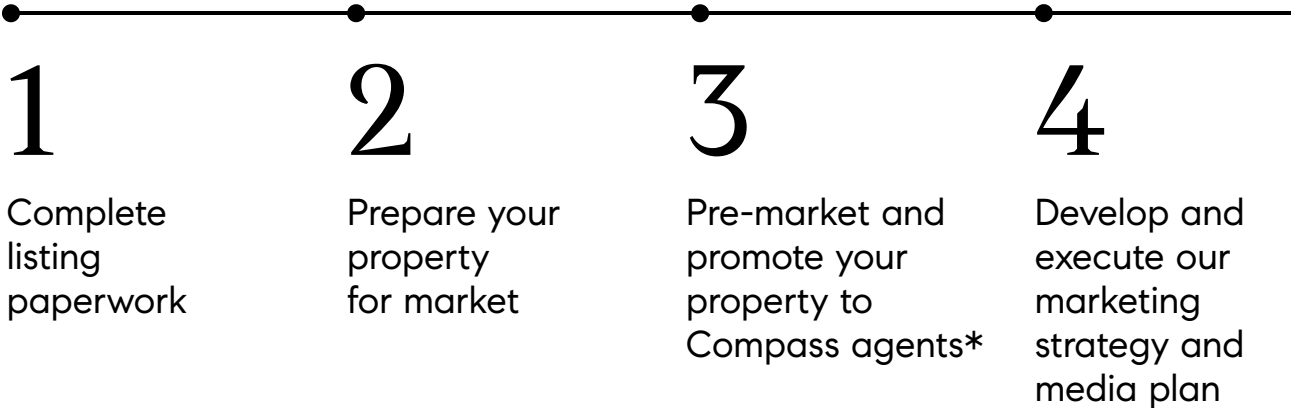 1
Complete
listing
paperwork
2
Prepare your
property
for market
3
Pre-market and
promote your
property to
Compass agents*
4
Develop and
execute our
marketing
strategy and
media plan